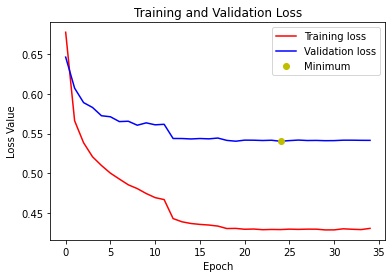 Training and Validation Loss
Training loss
Validation loss
Minimum
Loss Value
0.65
0.60
0.55
0.50
0.45
0
5
10
15
20
25
30
35
Epoch